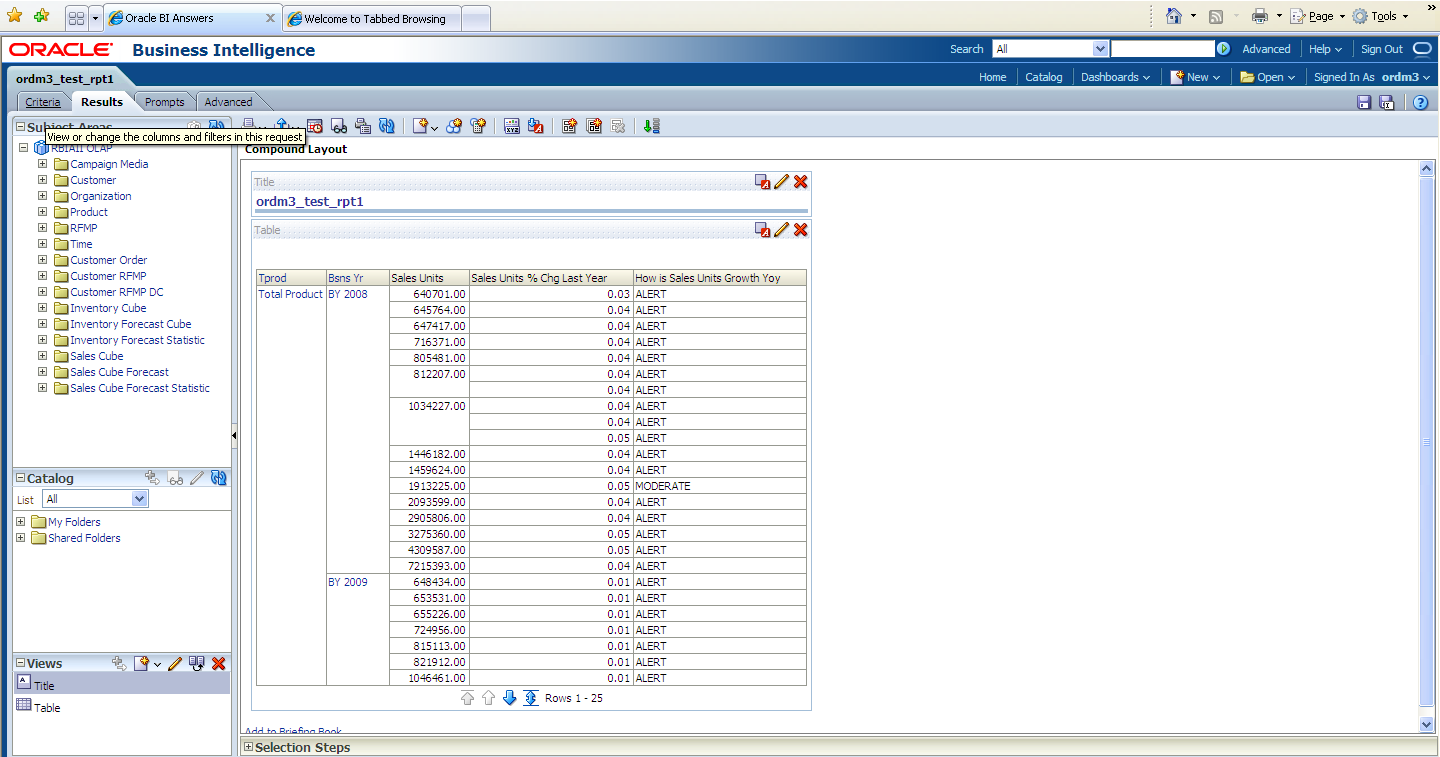 Oracle BI Answers
Welcome to Tabbed Browsing
Page
Tools
ORACLE Business Intelligence
Search All Advanced Help Sign Out
ordm3_test_rpt1
Home Catalog Dashboards New Open Signed In As ordm3
Criteria Results Prompts Advanced
Subject Areas
View or change the columns and filters in this request
RBIA11 OLAP
Campaign Media
Customer
Organization
Product
RFMP
Time
Customer Order
Customer RFMP
Customer RFMP DC
Inventory Cube
Inventory Forecast Cube
Inventory Forecast Statistic
Sales Cube
Sales Cube Forecast
Sales Cube Forecast Statistic
Catalog
List All
My Folders
Shared Folders
Views
Title
Table
Compound Layout
Title
ordm3_test_rpt1
Table
Tprod Bsns Yr Sales Units Sales Units % Chg Last Year How is Sales Units Growth Yoy
Total Product BY 2008 640701.00 0.03 ALERT
645764.00 0.04 ALERT
647417.00 0.04 ALERT
716371.00 0.04 ALERT
805481.00 0.04 ALERT
812207.00 0.04 ALERT
0.04 ALERT
1034227.00 0.04 ALERT
0.04 ALERT
0.05 ALERT
1446182.00 0.04 ALERT
1459624.00 0.04 ALERT
1913225.00 0.05 MODERATE
2093599.00 0.04 ALERT
2905806.00 0.04 ALERT
3275360.00 0.05 ALERT
4309587.00 0.05 ALERT
7215393.00 0.04 ALERT
BY 2009 648434.00 0.01 ALERT
653531.00 0.01 ALERT
655226.00 0.01 ALERT
724956.00 0.01 ALERT
815113.00 0.01 ALERT
821912.00 0.01 ALERT
1046461.00 0.01 ALERT
Rows 1 - 25
Add to Briefing Book
Selection Steps